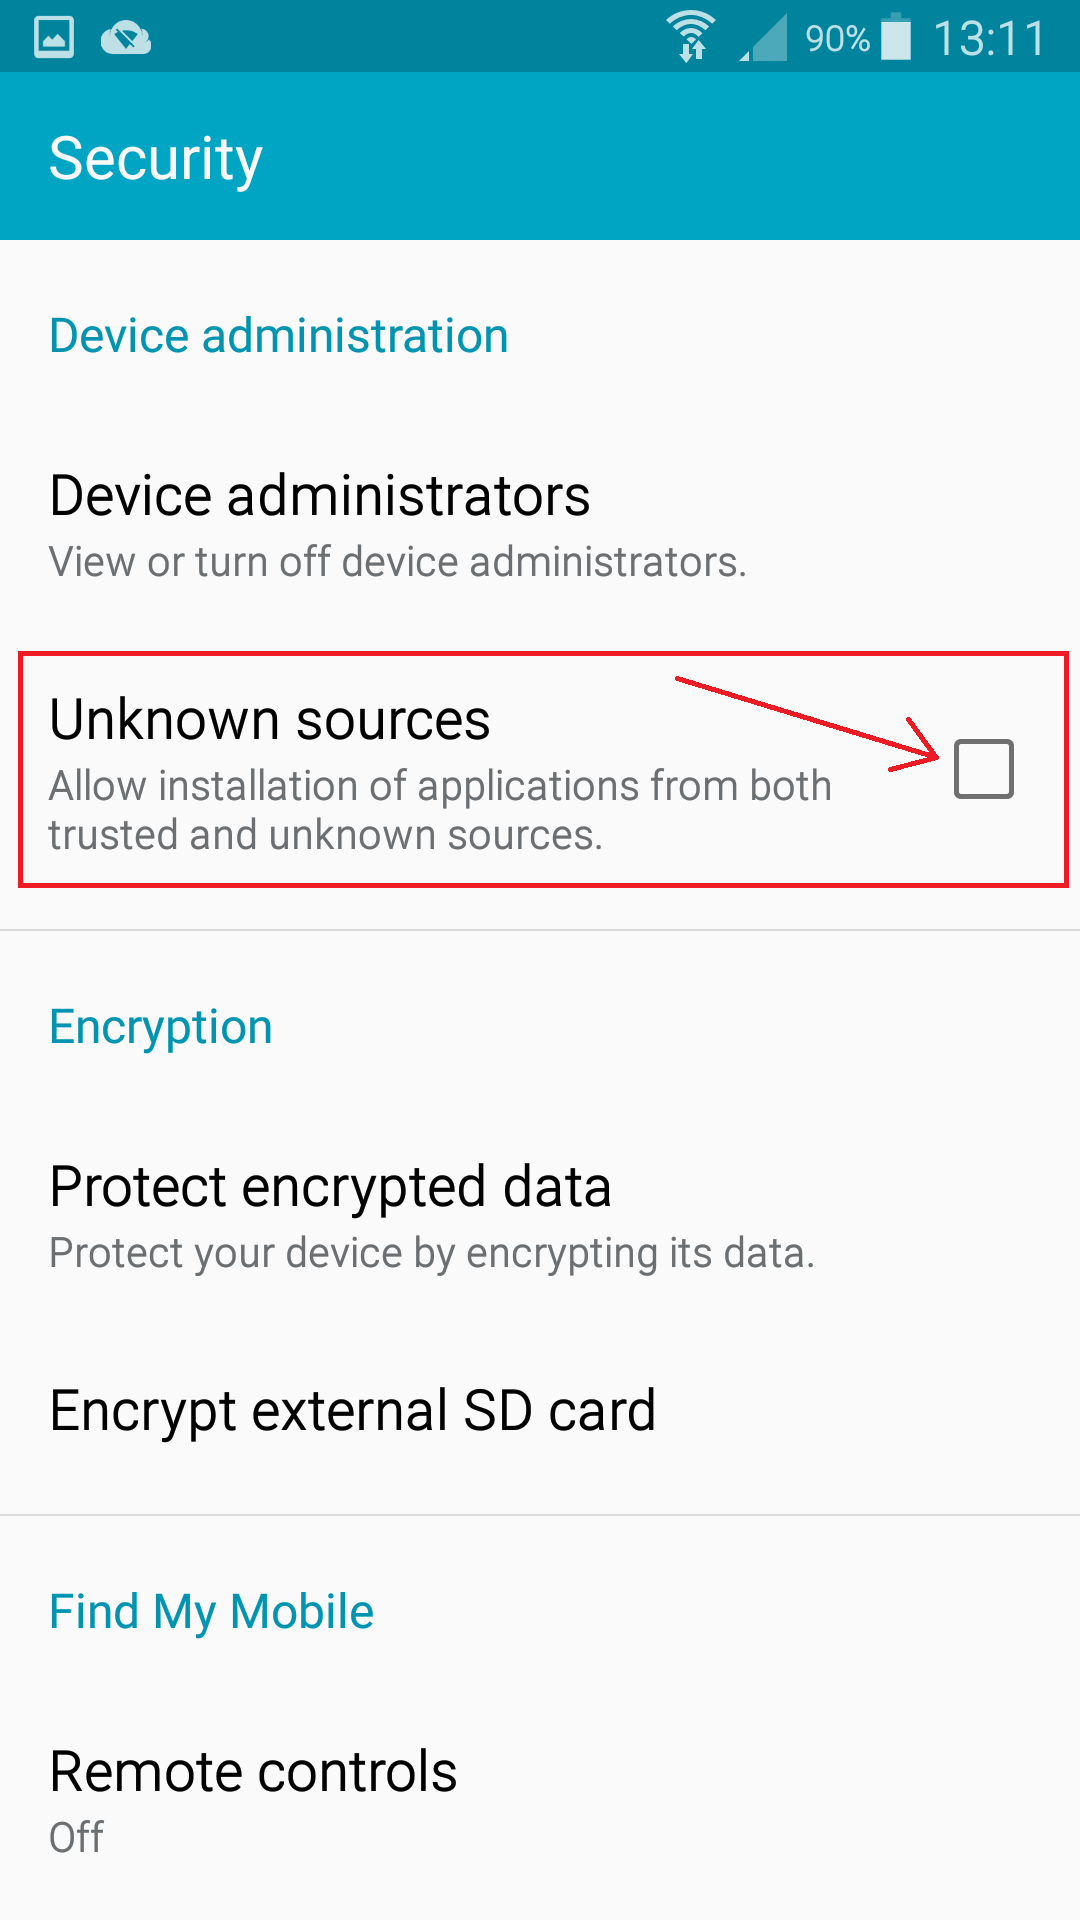 90% 13:11
Security
Device administration
Device administrators
View or turn off device administrators.
Unknown sources
Allow installation of applications from both
trusted and unknown sources.
Encryption
Protect encrypted data
Protect your device by encrypting its data.
Encrypt external SD card
Find My Mobile
Remote controls
Off